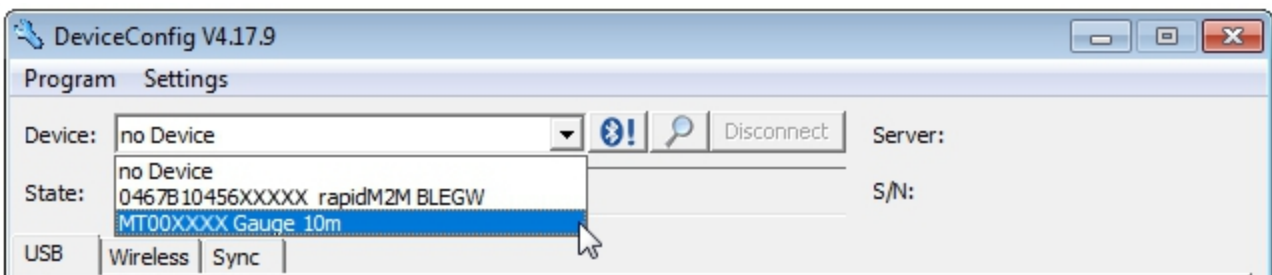 DeviceConfig V4.17.9
Program Settings
Device: no Device Disconnect Server:
no Device
State: 0467B10456XXXXX rapidM2M BLEGW S/N:
MT00XXXX Gauge 10m
USB Wireless Sync